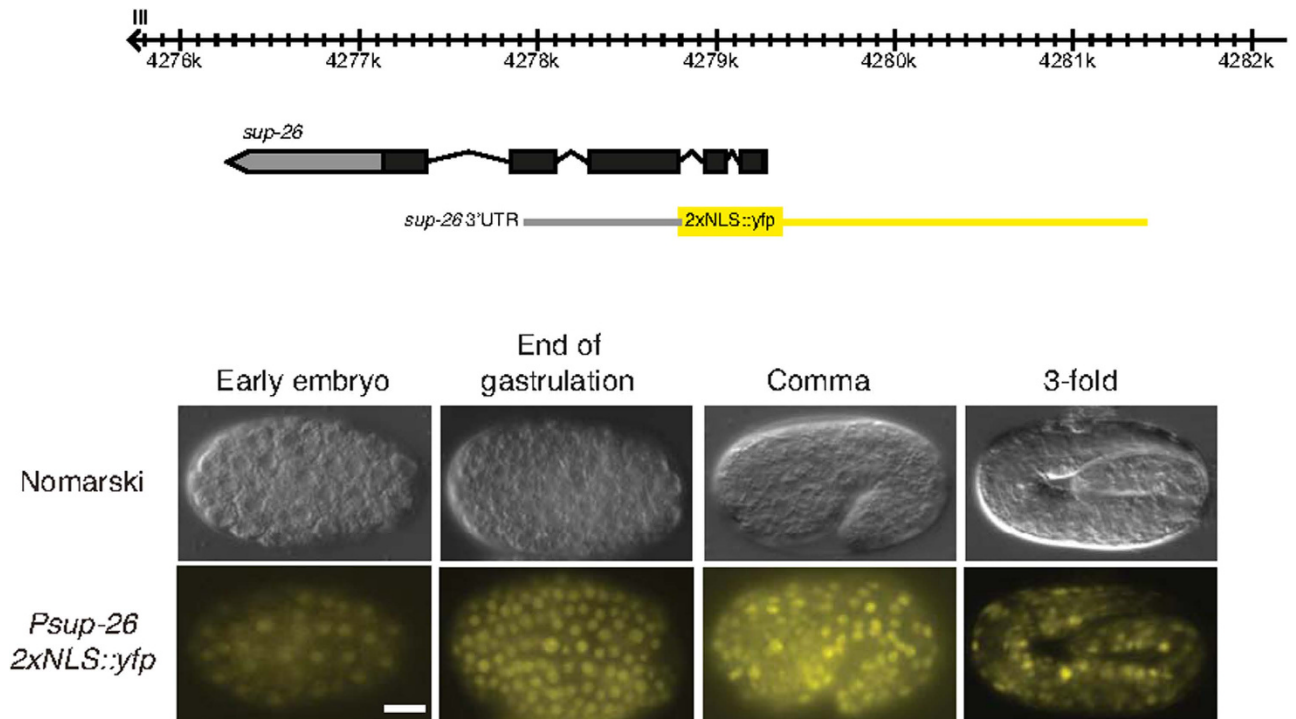 III
4276k 4277k 4278k 4279k 4280k 4281k 4282k
sup-26
sup-26 3'UTR 2xNLS::yfp
Early embryo End of gastrulation Comma 3-fold
Nomarski
Psup-26
2xNLS::yfp